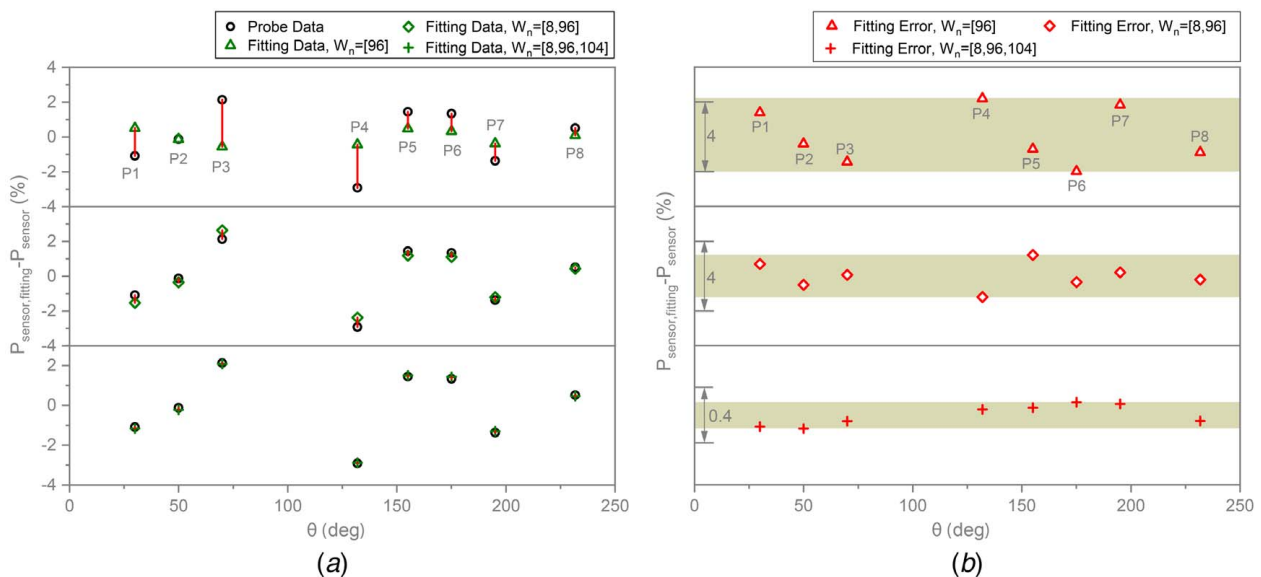 Probe Data
Fitting Data, Wn=[8,96]
Fitting Data, Wn=[96]
Fitting Data, Wn=[8,96,104]
Fitting Error, Wn=[96]
Fitting Error, Wn=[8,96]
Fitting Error, Wn=[8,96,104]
Psensor,fitting-Psensor (%)
4
2
0
-2
-4
2
0
-2
-4
2
0
-2
-4
P1
P2
P3
P4
P5
P6
P7
P8
0
50
100
150
200
250
θ (deg)
(a)
Psensor,fitting-Psensor (%)
4
P1
P2
P3
P4
P5
P6
P7
P8
4
0.4
0
50
100
150
200
250
θ (deg)
(b)